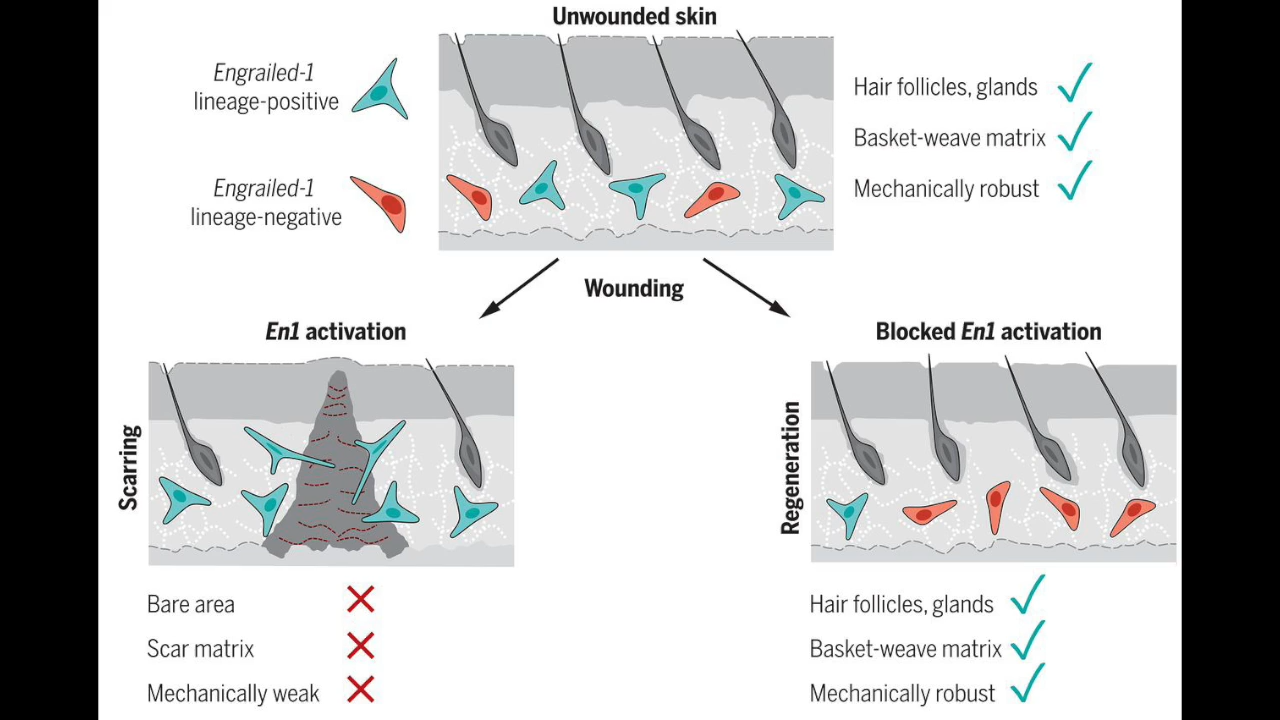 Unwounded skin
Engrailed-1
lineage-positive
Engrailed-1
lineage-negative
Hair follicles, glands
Basket-weave matrix
Mechanically robust
Wounding
En1 activation
Blocked En1 activation
Scarring
Regeneration
Bare area
Scar matrix
Mechanically weak
Hair follicles, glands
Basket-weave matrix
Mechanically robust